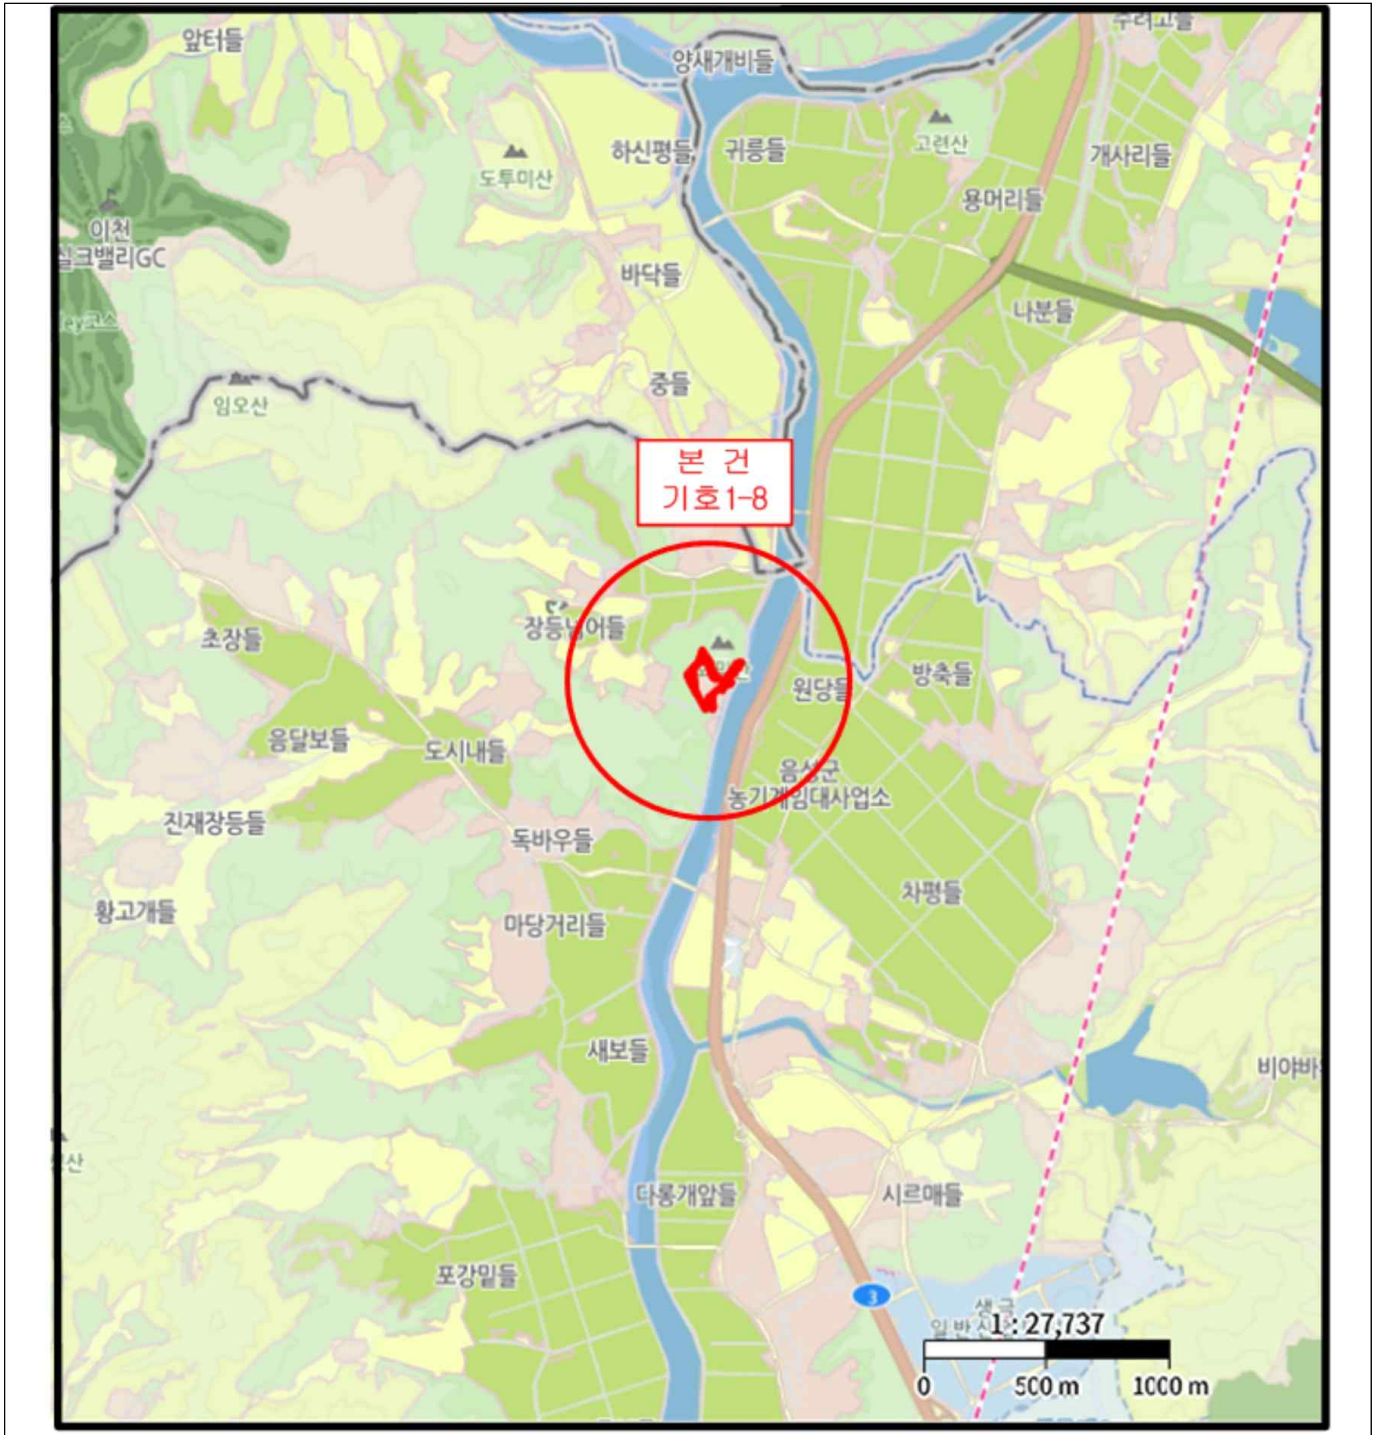 앞터들
양새개비들
하신평들
귀릉들
고련산
개사리들
도투미산
용머리들
이천
실크밸리GC
바닥들
나분들
중들
임오산
본 건
기호1-8
장등넘어들
초장들
방축들
원당들
음달보들
도시내들
음성군
농기계임대사업소
진재장등들
독바우들
차평들
황고개들
마당거리들
새보들
다롱개앞들
시르매들
포강밑들
3
생극
1 : 27,737
0
500 m
1000 m